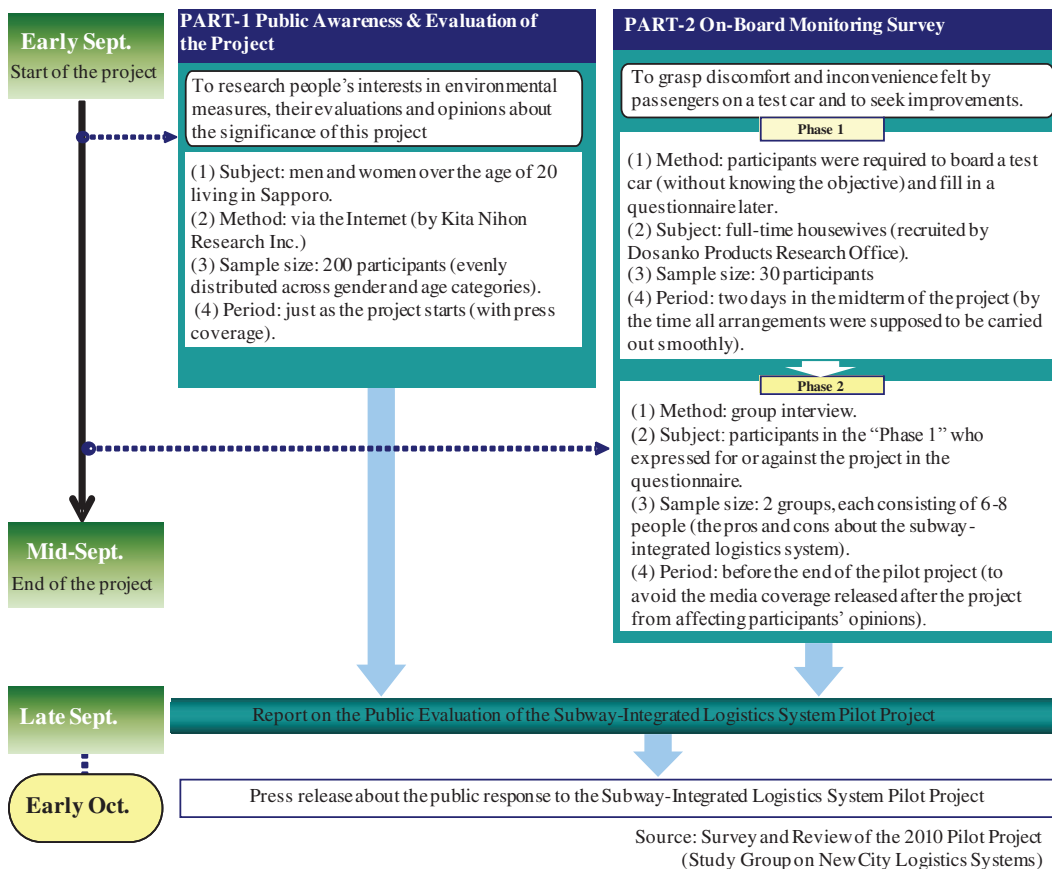 Early Sept.
Start of the project
PART-1 Public Awareness & Evaluation of
the Project
To research people's interests in environmental
measures, their evaluations and opinions about
the significance of this project
(1) Subject: men and women over the age of 20
living in Sapporo.
(2) Method: via the Internet (by Kita Nihon
Research Inc.)
(3) Sample size: 200 participants (evenly
distributed across gender and age categories).
(4) Period: just as the project starts (with press
coverage).
PART-2 On-Board Monitoring Survey
To grasp discomfort and inconvenience felt by
passengers on a test car and to seek improvements.
Phase 1
(1) Method: participants were required to board a test
car (without knowing the objective) and fill in a
questionnaire later.
(2) Subject: full-time housewives (recruited by
Dosanko Products Research Office).
(3) Sample size: 30 participants
(4) Period: two days in the midterm of the project (by
the time all arrangements were supposed to be carried
out smoothly).
Phase 2
(1) Method: group interview.
(2) Subject: participants in the “Phase 1” who
expressed for or against the project in the
questionnaire.
(3) Sample size: 2 groups, each consisting of 6-8
people (the pros and cons about the subway-
integrated logistics system).
(4) Period: before the end of the pilot project (to
avoid the media coverage released after the project
from affecting participants' opinions).
Mid-Sept.
End of the project
Late Sept.
Report on the Public Evaluation of the Subway-Integrated Logistics System Pilot Project
Early Oct.
Press release about the public response to the Subway-Integrated Logistics System Pilot Project
Source: Survey and Review of the 2010 Pilot Project
(Study Group on New City Logistics Systems)